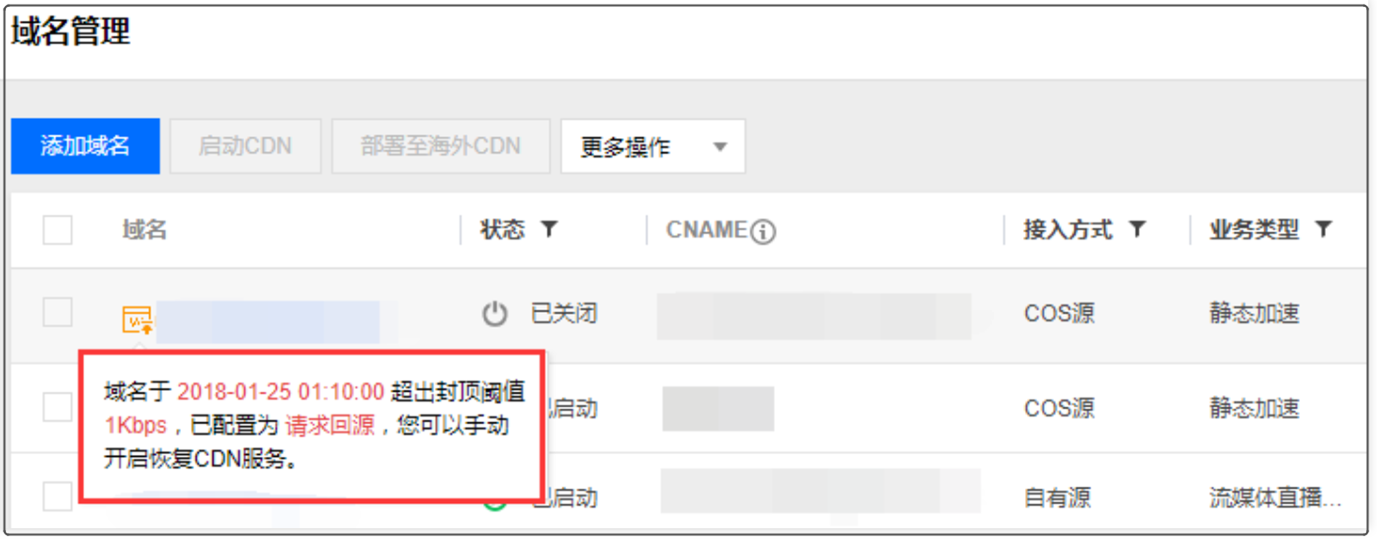 域名管理
添加域名 启动CDN 部署至海外CDN 更多操作
域名 状态 CNAME 接入方式 业务类型
已关闭 COS源 静态加速
域名于 2018-01-25 01:10:00 超出封顶阈值
1Kbps，已配置为 请求回源，您可以手动
开启恢复CDN服务。
已启动 COS源 静态加速
已启动 自有源 流媒体直播...